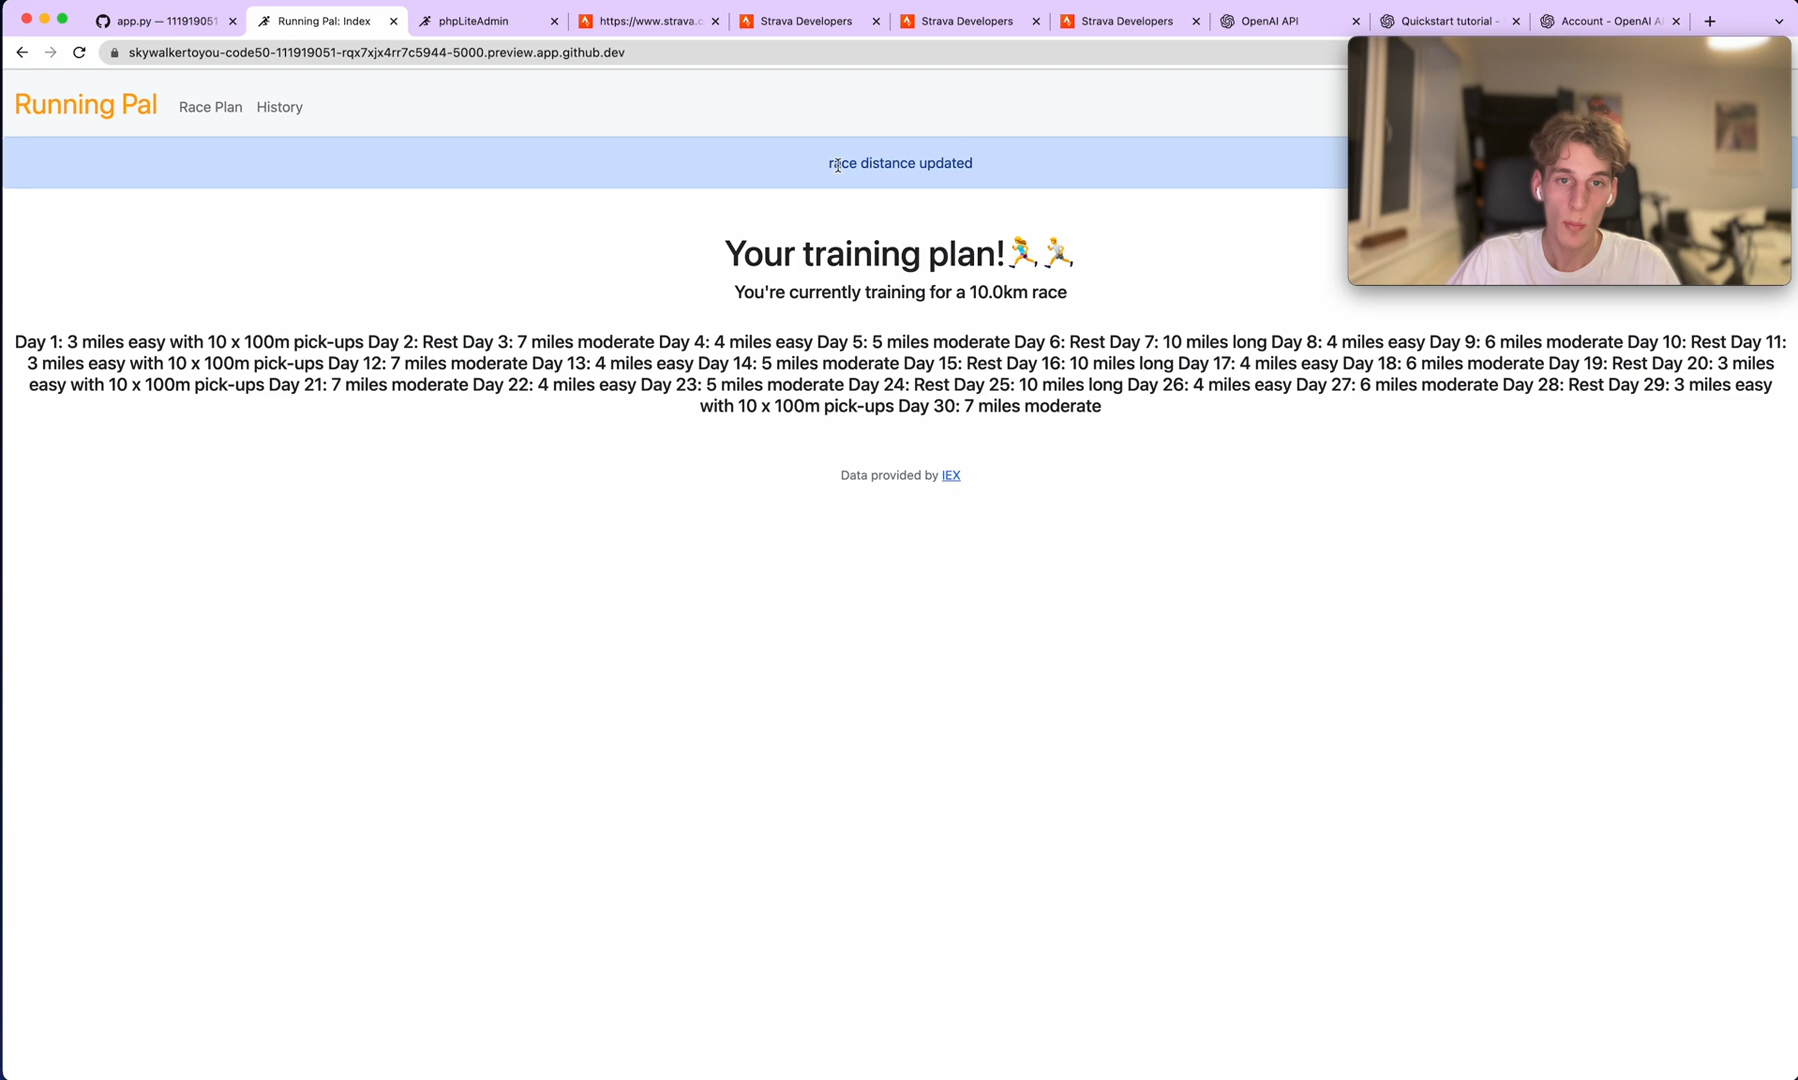 app.py — 111919051
Running Pal: Index
phpLiteAdmin
https://www.strava.c
Strava Developers
Strava Developers
Strava Developers
OpenAI API
Quickstart tutorial -
Account - OpenAI A
skywalkertoyou-code50-111919051-rqx7xjx4rr7c5944-5000.preview.app.github.dev
Running Pal Race Plan History
race distance updated
Your training plan!🏃‍♀️🏃
You're currently training for a 10.0km race
Day 1: 3 miles easy with 10 x 100m pick-ups Day 2: Rest Day 3: 7 miles moderate Day 4: 4 miles easy Day 5: 5 miles moderate Day 6: Rest Day 7: 10 miles long Day 8: 4 miles easy Day 9: 6 miles moderate Day 10: Rest Day 11:
3 miles easy with 10 x 100m pick-ups Day 12: 7 miles moderate Day 13: 4 miles easy Day 14: 5 miles moderate Day 15: Rest Day 16: 10 miles long Day 17: 4 miles easy Day 18: 6 miles moderate Day 19: Rest Day 20: 3 miles
easy with 10 x 100m pick-ups Day 21: 7 miles moderate Day 22: 4 miles easy Day 23: 5 miles moderate Day 24: Rest Day 25: 10 miles long Day 26: 4 miles easy Day 27: 6 miles moderate Day 28: Rest Day 29: 3 miles easy
with 10 x 100m pick-ups Day 30: 7 miles moderate
Data provided by IEX